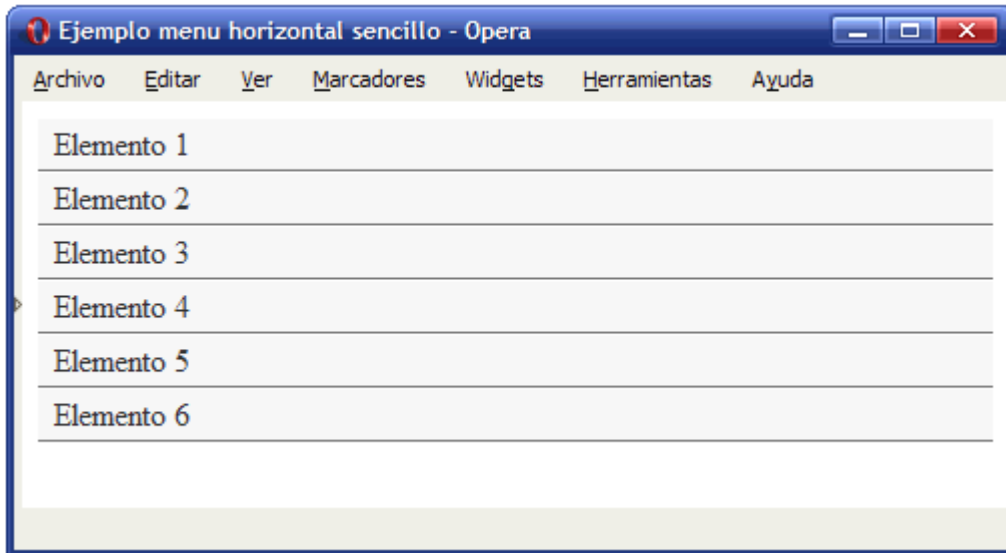 Ejemplo menu horizontal sencillo - Opera
Archivo Editar Ver Marcadores Widgets Herramientas Ayuda
Elemento 1
Elemento 2
Elemento 3
Elemento 4
Elemento 5
Elemento 6